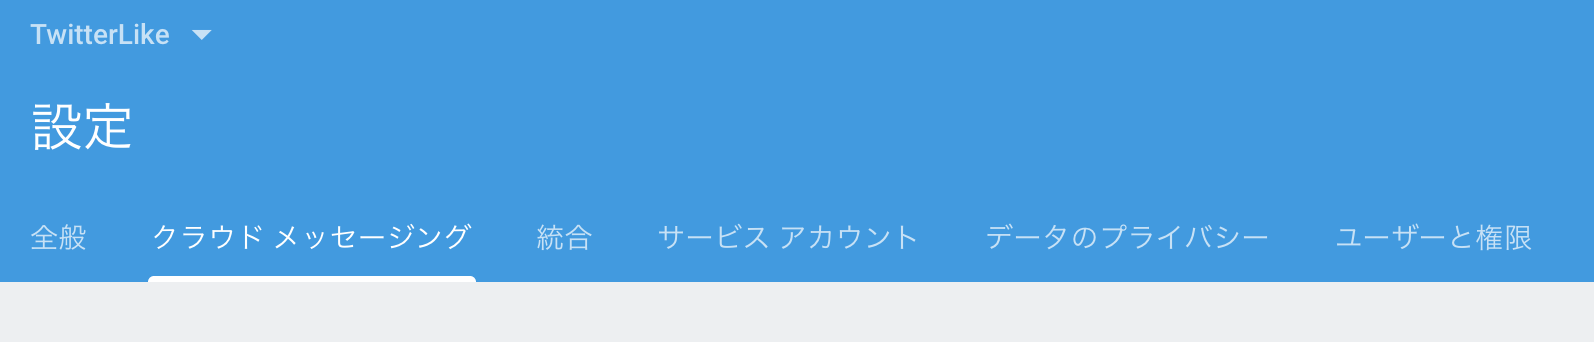 TwitterLike
設定
全般 クラウド メッセージング 統合 サービス アカウント データのプライバシー ユーザーと権限